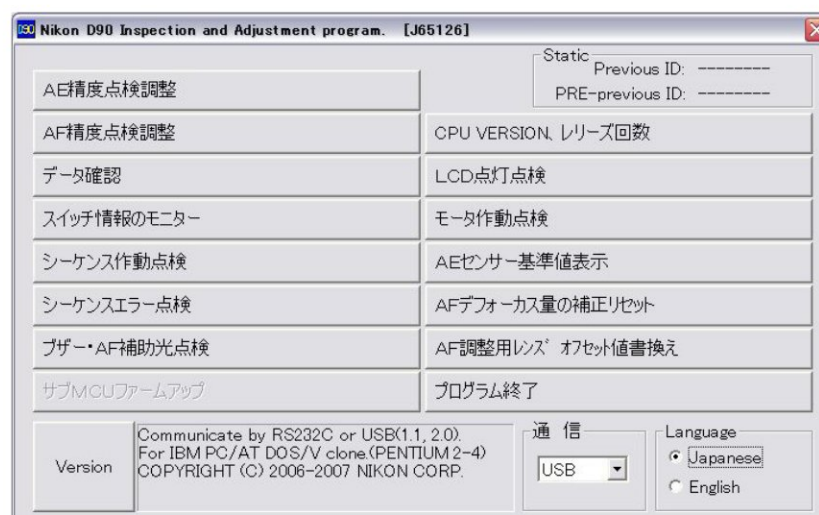 D90 Nikon D90 Inspection and Adjustment program. [J65126]
Static
Previous ID: --------
PRE-previous ID: --------
AE精度点検調整
AF精度点検調整
CPU VERSION、レリーズ回数
データ確認
LCD点灯点検
スイッチ情報のモニター
モータ作動点検
シーケンス作動点検
AEセンサー基準値表示
シーケンスエラー点検
AFデフォーカス量の補正リセット
ブザー・AF補助光点検
AF調整用レンズ オフセット値書換え
サブMCUファームアップ
プログラム終了
Version
Communicate by RS232C or USB(1.1, 2.0).
For IBM PC/AT DOS/V clone.(PENTIUM 2-4)
COPYRIGHT (C) 2006-2007 NIKON CORP.
通 信
USB
Language
Japanese
English